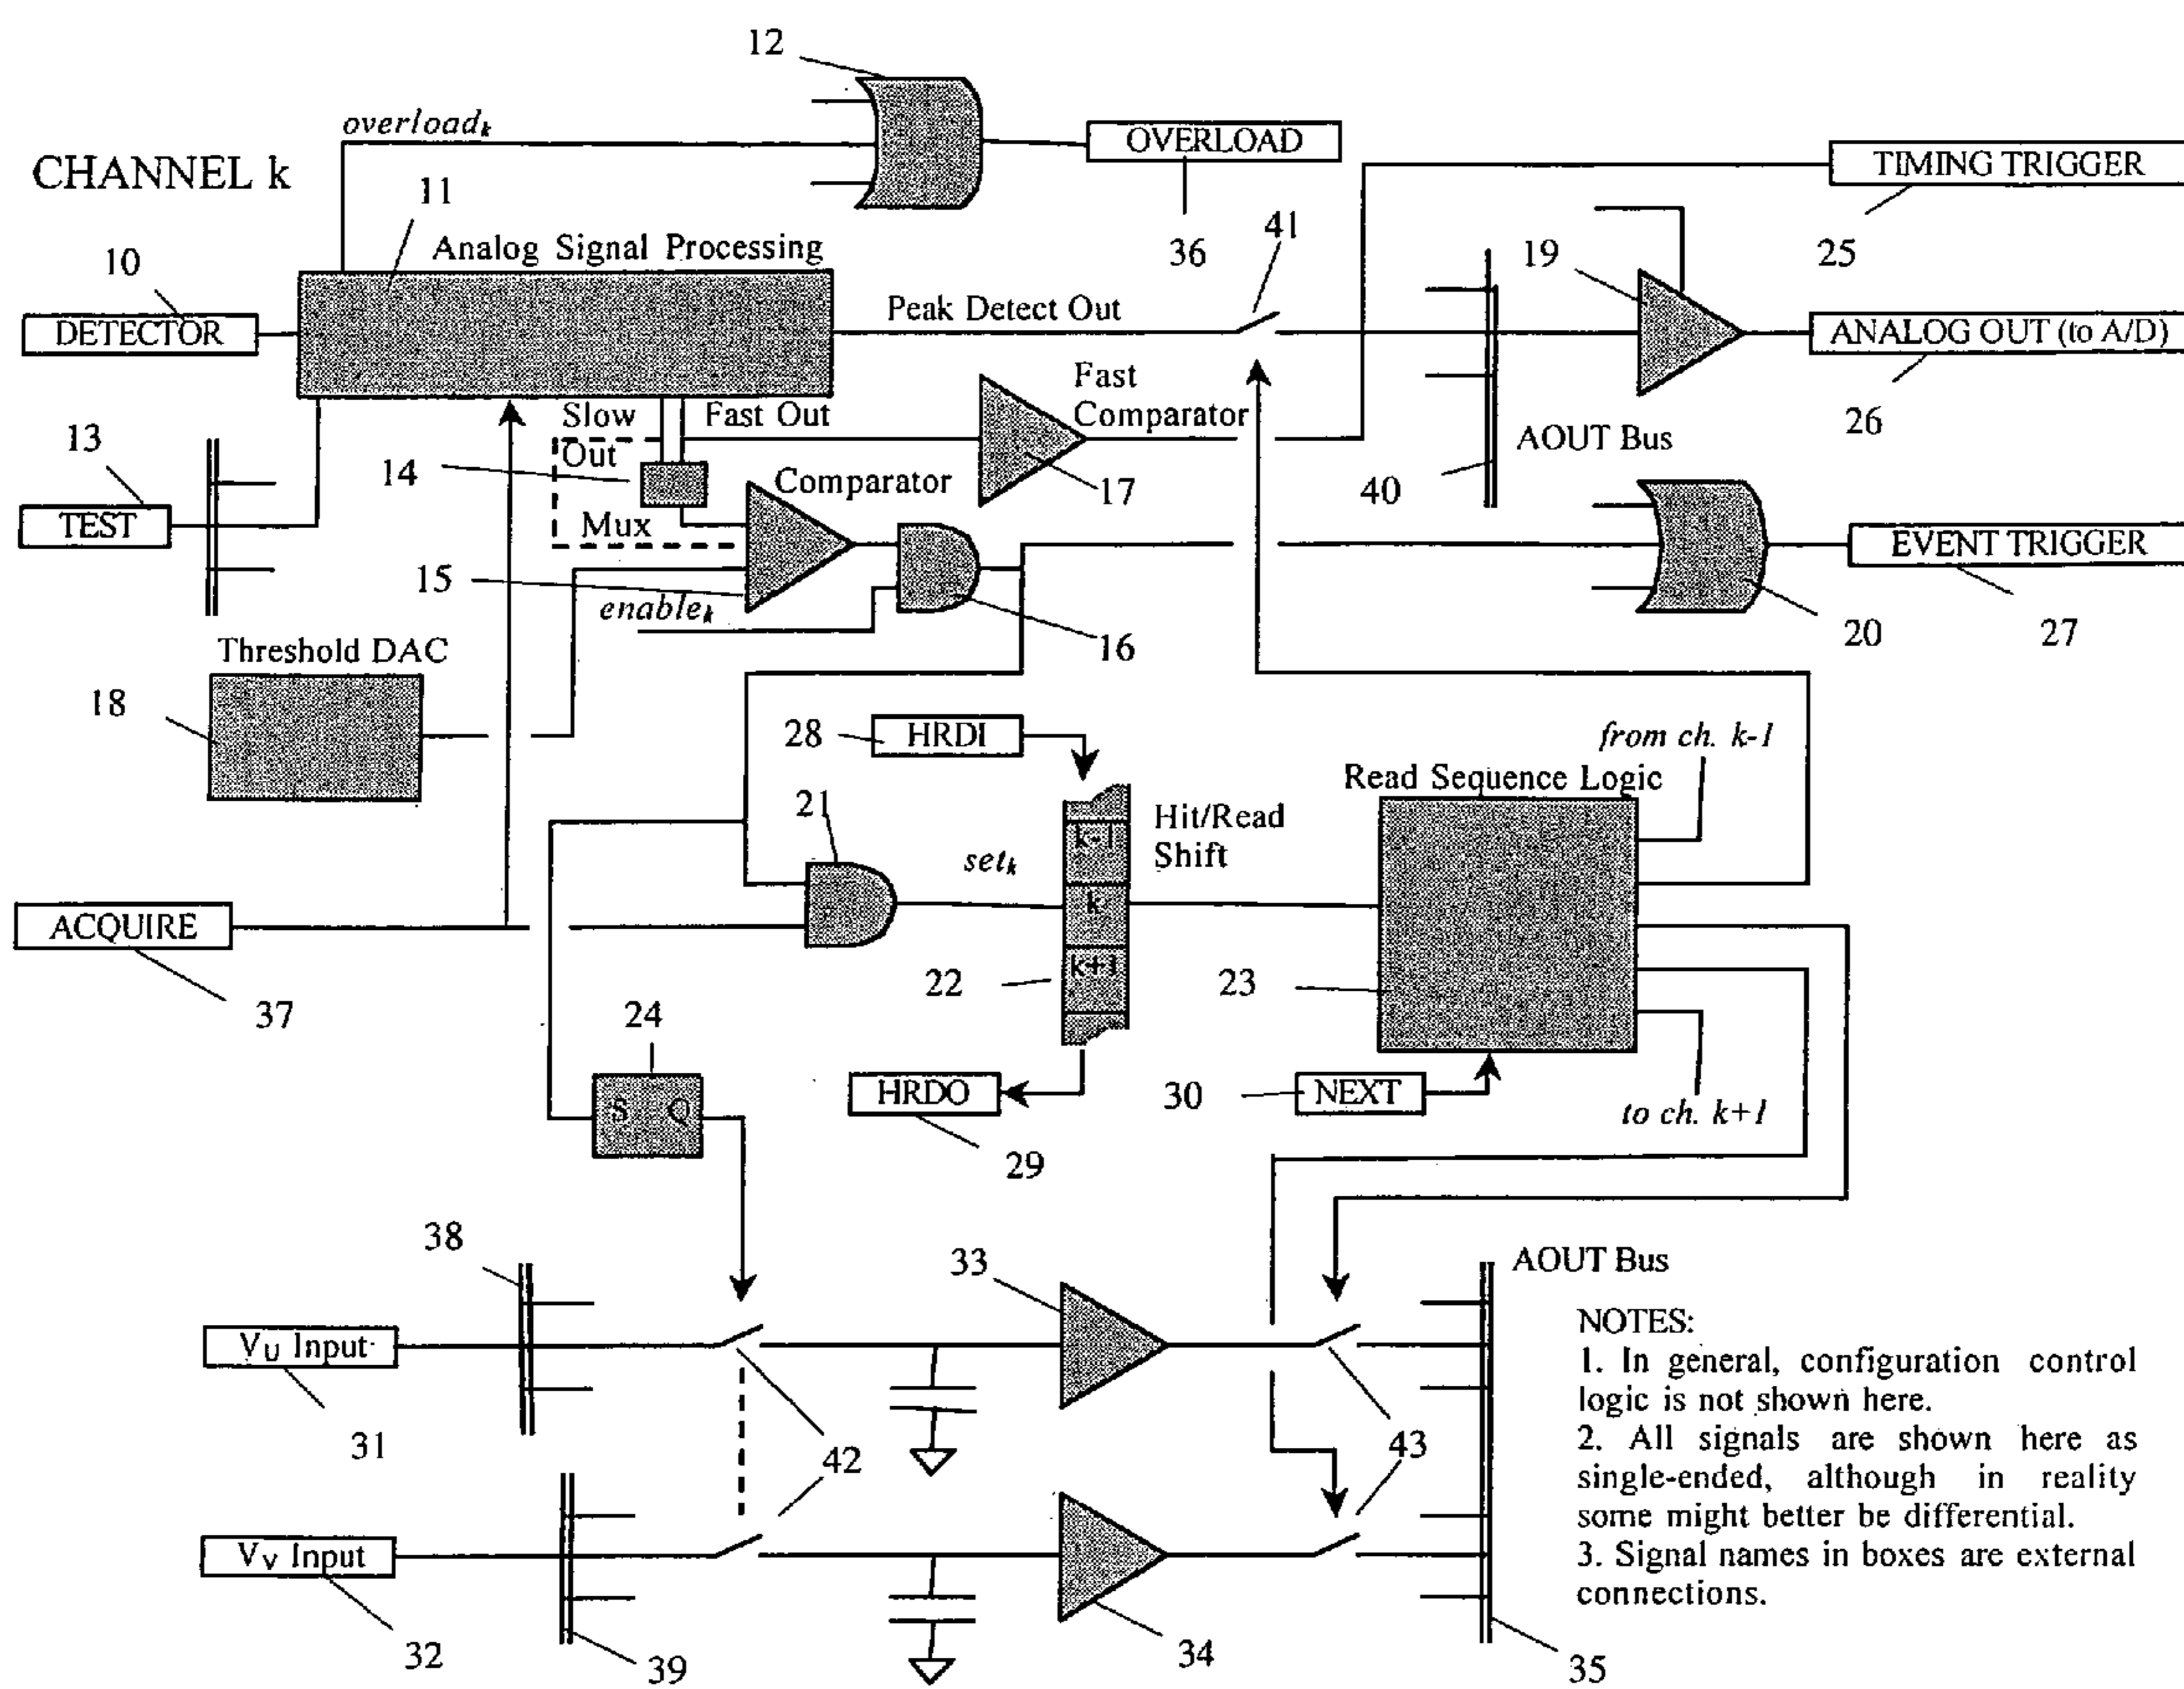 12
overloadₖ
OVERLOAD
CHANNEL k
TIMING TRIGGER
11
41
36
25
10
Analog Signal Processing
19
DETECTOR
Peak Detect Out
ANALOG OUT (to A/D)
26
13
Slow
Out
Fast Out
Fast
Comparator
AOUT Bus
14
Comparator
17
40
TEST
Mux
EVENT TRIGGER
15
enableₖ
16
20
27
Threshold DAC
18
28
HRDI
from ch. k-1
Read Sequence Logic
21
k-1
Hit/Read
Shift
setₖ
k
ACQUIRE
k+1
22
23
37
24
S Q
HRDO
30
NEXT
to ch. k+1
29
38
33
AOUT Bus
VU Input
31
42
43
NOTES:
1. In general, configuration control
logic is not shown here.
2. All signals are shown here as
single-ended, although in reality
some might better be differential.
3. Signal names in boxes are external
connections.
VV Input
32
39
34
35